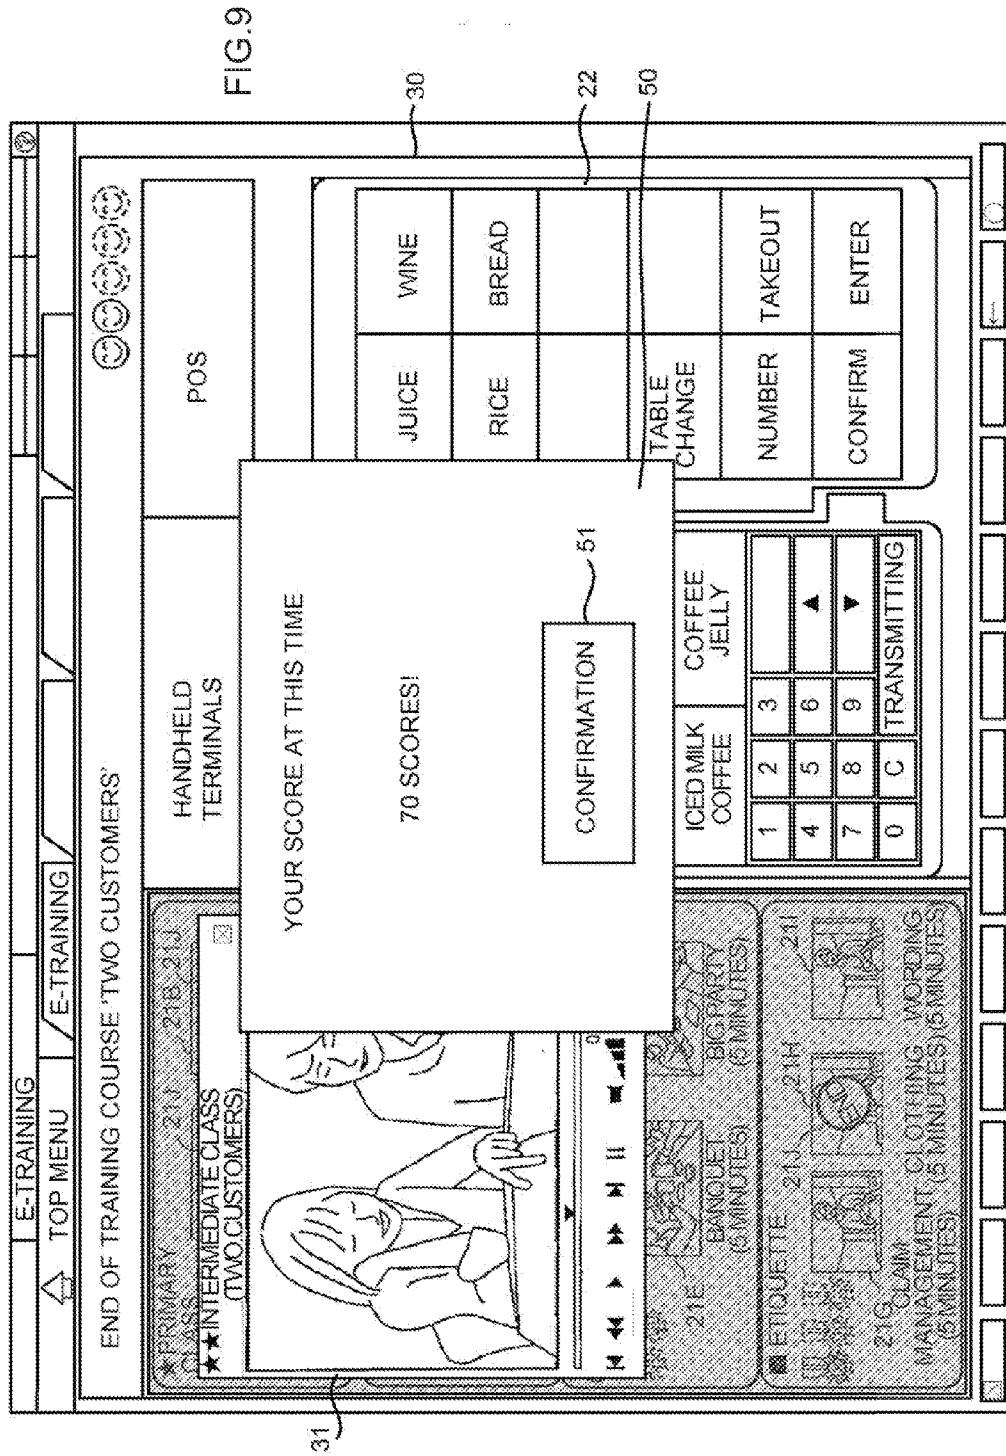 FIG.9
E-TRAINING
TOP MENU
E-TRAINING
END OF TRAINING COURSE 'TWO CUSTOMERS'
HANDHELD
TERMINALS
POS
30
22
50
31
★PRIMARY
CLASS
21J
21B
21J
★★INTERMEDIATE CLASS
(TWO CUSTOMERS)
YOUR SCORE AT THIS TIME
70 SCORES!
CONFIRMATION
51
JUICE
WINE
RICE
BREAD
TABLE
CHANGE
NUMBER
TAKEOUT
CONFIRM
ENTER
ICED MILK
COFFEE
COFFEE
JELLY
1 2 3
4 5 6 ▲
7 8 9 ▼
0 C TRANSMITTING
21E
BANQUET
(5 MINUTES)
BIG PARTY
(5 MINUTES)
ETIQUETTE
21J
21H
21I
21G
CLAIM
MANAGEMENT
(5 MINUTES)
CLOTHING
(5 MINUTES)
WORDING
(5 MINUTES)